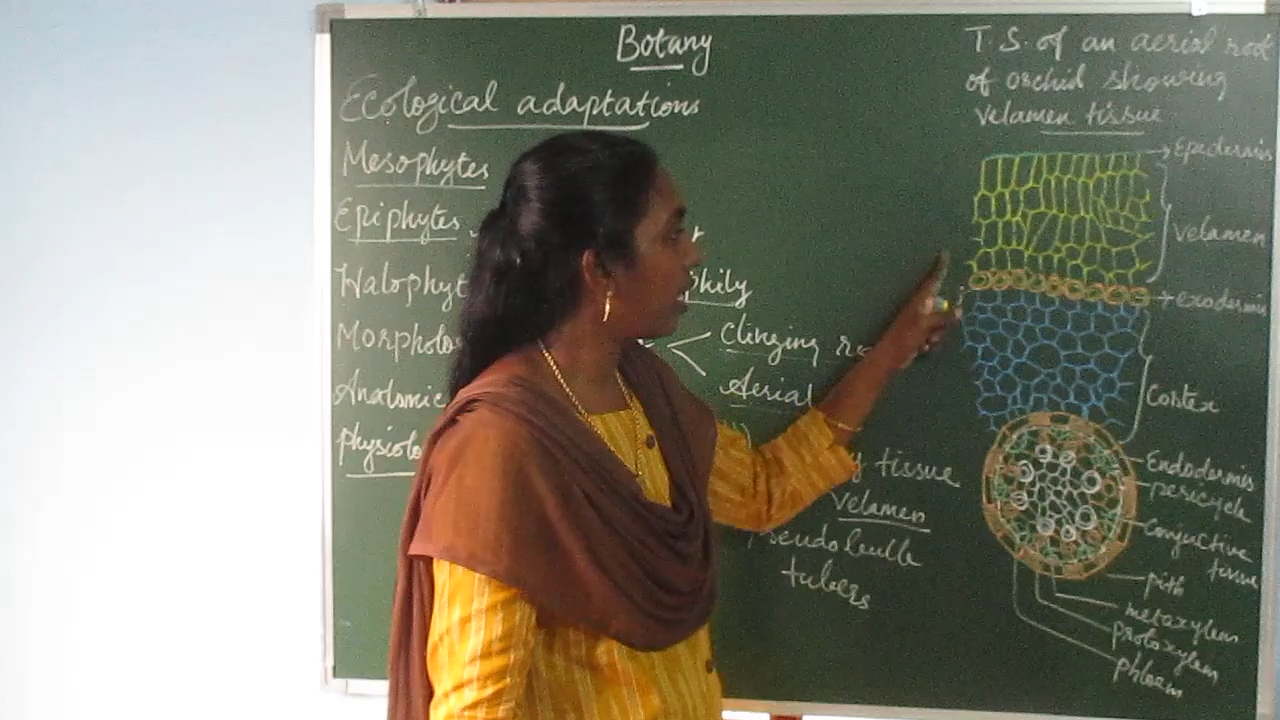 Botany
Ecological adaptations
Mesophytes
Epiphytes
Halophyt
Morpholo
Anatomic
physiolo
phily
Clinging
Aerial
tissue
Velamen
pseudobulb
tubers
T.S. of an aerial root
of orchid showing
Velamen tissue
Epidermis
Velamen
exodermis
Cortex
Endodermis
pericycle
Conjuctive
tissue
pith
metaxylem
protoxylem
phloem